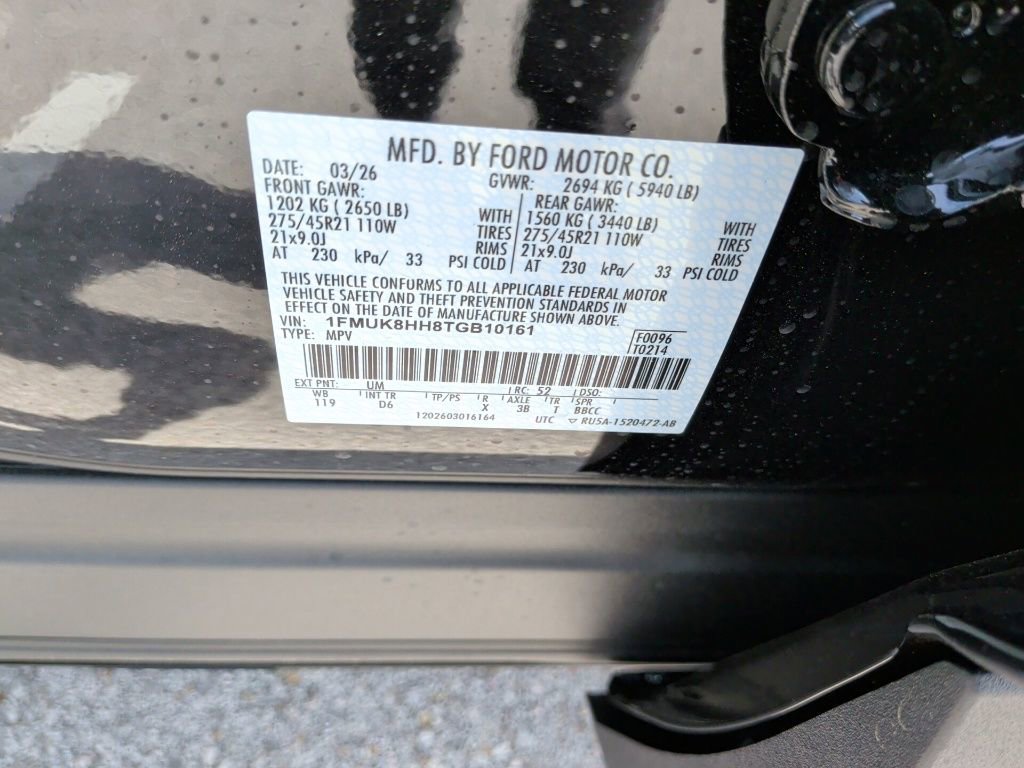 MFD. BY FORD MOTOR CO.
DATE: 03/26 GVWR: 2694 KG ( 5940 LB)
FRONT GAWR: REAR GAWR:
1202 KG ( 2650 LB) WITH 1560 KG ( 3440 LB) WITH
275/45R21 110W TIRES 275/45R21 110W TIRES
21x9.0J RIMS 21x9.0J RIMS
AT 230 kPa/ 33 PSI COLD AT 230 kPa/ 33 PSI COLD
THIS VEHICLE CONFORMS TO ALL APPLICABLE FEDERAL MOTOR
VEHICLE SAFETY AND THEFT PREVENTION STANDARDS IN
EFFECT ON THE DATE OF MANUFACTURE SHOWN ABOVE.
VIN: 1FMUK8HH8TGB10161 F0096
TYPE: MPV T0214
EXT PNT: UM RC: 52 DSO:
WB INT TR TP/PS R AXLE TR SPR
119 D6 X 3B T BBCC
1202603016164 UTC ▽ RU5A-1520472-AB